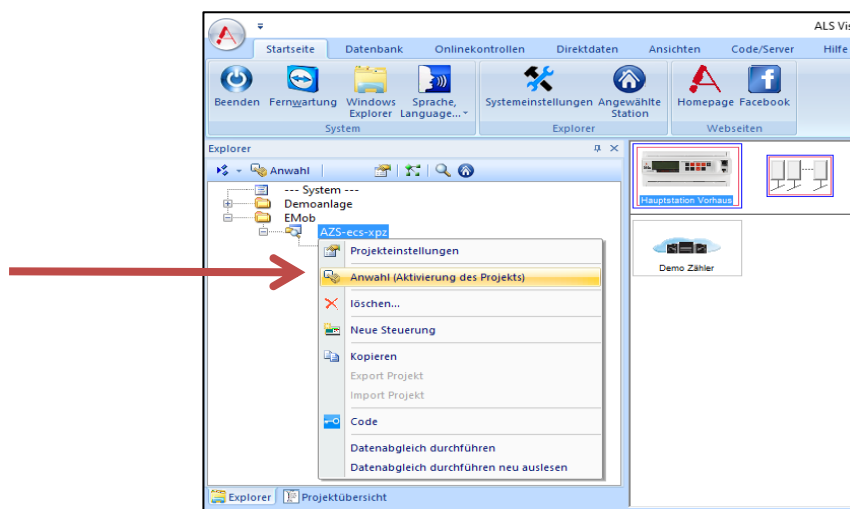 ALS Vis
Startseite Datenbank Onlinekontrollen Direktdaten Ansichten Code/Server Hilfe
Beenden Fernwartung Windows Explorer Sprache, Language... Systemeinstellungen Angewählte Station Homepage Facebook
System Explorer Webseiten
Explorer
Anwahl
--- System ---
Demoanlage
EMob
AZS-ecs-xpz
Projekteinstellungen
Anwahl (Aktivierung des Projekts)
löschen...
Neue Steuerung
Kopieren
Export Projekt
Import Projekt
Code
Datenabgleich durchführen
Datenabgleich durchführen neu auslesen
Explorer Projektübersicht
Hauptstation Vorhaus
Demo Zähler